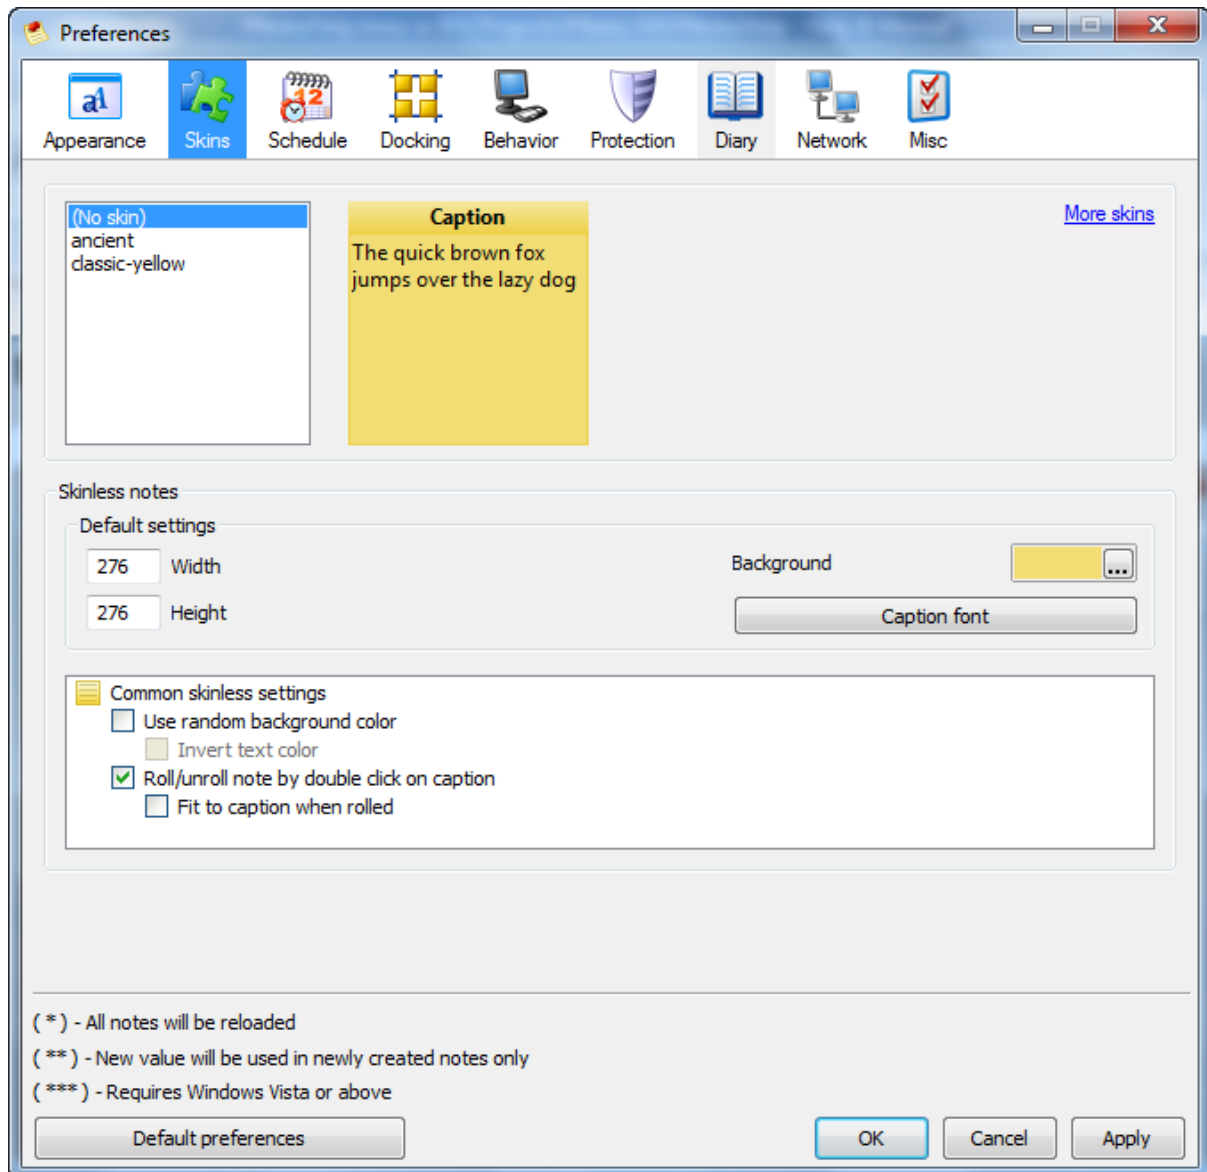 Preferences
Appearance Skins Schedule Docking Behavior Protection Diary Network Misc
(No skin)
ancient
classic-yellow
Caption
The quick brown fox
jumps over the lazy dog
More skins
Skinless notes
Default settings
276 Width
Background ...
276 Height
Caption font
Common skinless settings
Use random background color
Invert text color
Roll/unroll note by double click on caption
Fit to caption when rolled
( * ) - All notes will be reloaded
( ** ) - New value will be used in newly created notes only
( *** ) - Requires Windows Vista or above
Default preferences OK Cancel Apply